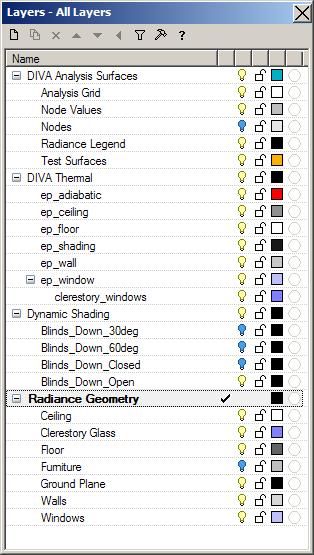 Layers - All Layers
?
Name
DIVA Analysis Surfaces
Analysis Grid
Node Values
Nodes
Radiance Legend
Test Surfaces
DIVA Thermal
ep_adiabatic
ep_ceiling
ep_floor
ep_shading
ep_wall
ep_window
clerestory_windows
Dynamic Shading
Blinds_Down_30deg
Blinds_Down_60deg
Blinds_Down_Closed
Blinds_Down_Open
Radiance Geometry
Ceiling
Clerestory Glass
Floor
Furniture
Ground Plane
Walls
Windows